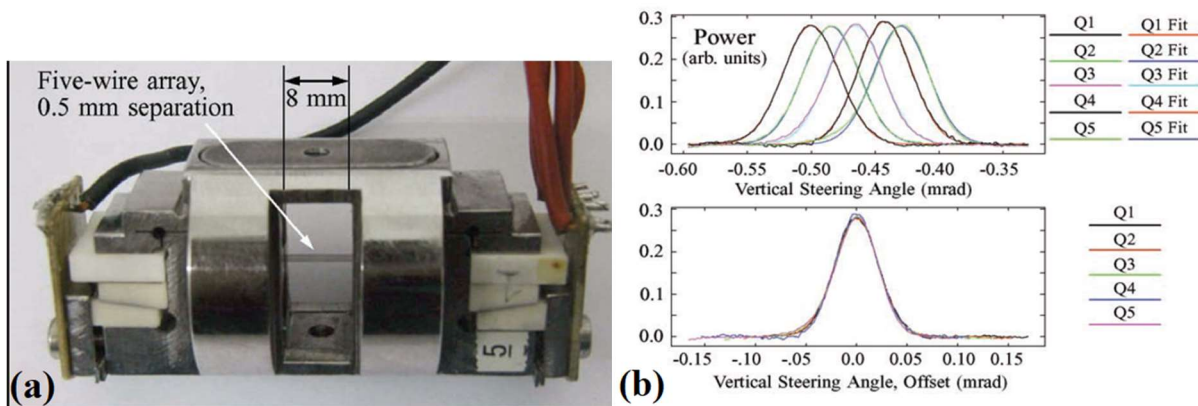 Five-wire array,
0.5 mm separation
8 mm
5
(a)
Power
(arb. units)
0.3
0.2
0.1
0.0
-0.60 -0.55 -0.50 -0.45 -0.40 -0.35
Vertical Steering Angle (mrad)
Q1 Q1 Fit
Q2 Q2 Fit
Q3 Q3 Fit
Q4 Q4 Fit
Q5 Q5 Fit
0.3
0.2
0.1
0.0
-0.15 -0.10 -0.05 0.0 0.05 0.10 0.15
Vertical Steering Angle, Offset (mrad)
Q1
Q2
Q3
Q4
Q5
(b)